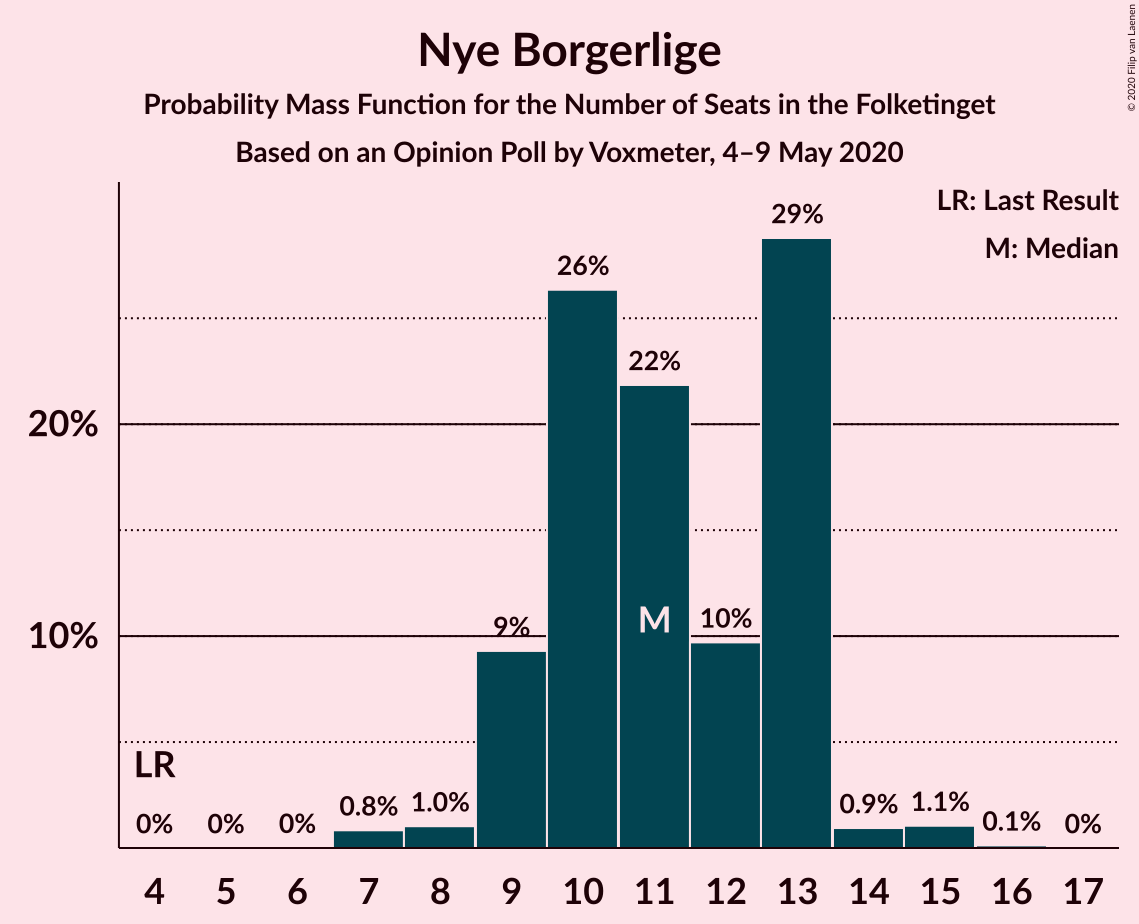 © 2020 Filip van Laenen
Nye Borgerlige
Probability Mass Function for the Number of Seats in the Folketinget
Based on an Opinion Poll by Voxmeter, 4–9 May 2020
LR: Last Result
M: Median
29%
26%
22%
20%
10%
9%
M
10%
LR
0%
0%
0%
0.8%
1.0%
0.9%
1.1%
0.1%
0%
4 5 6 7 8 9 10 11 12 13 14 15 16 17